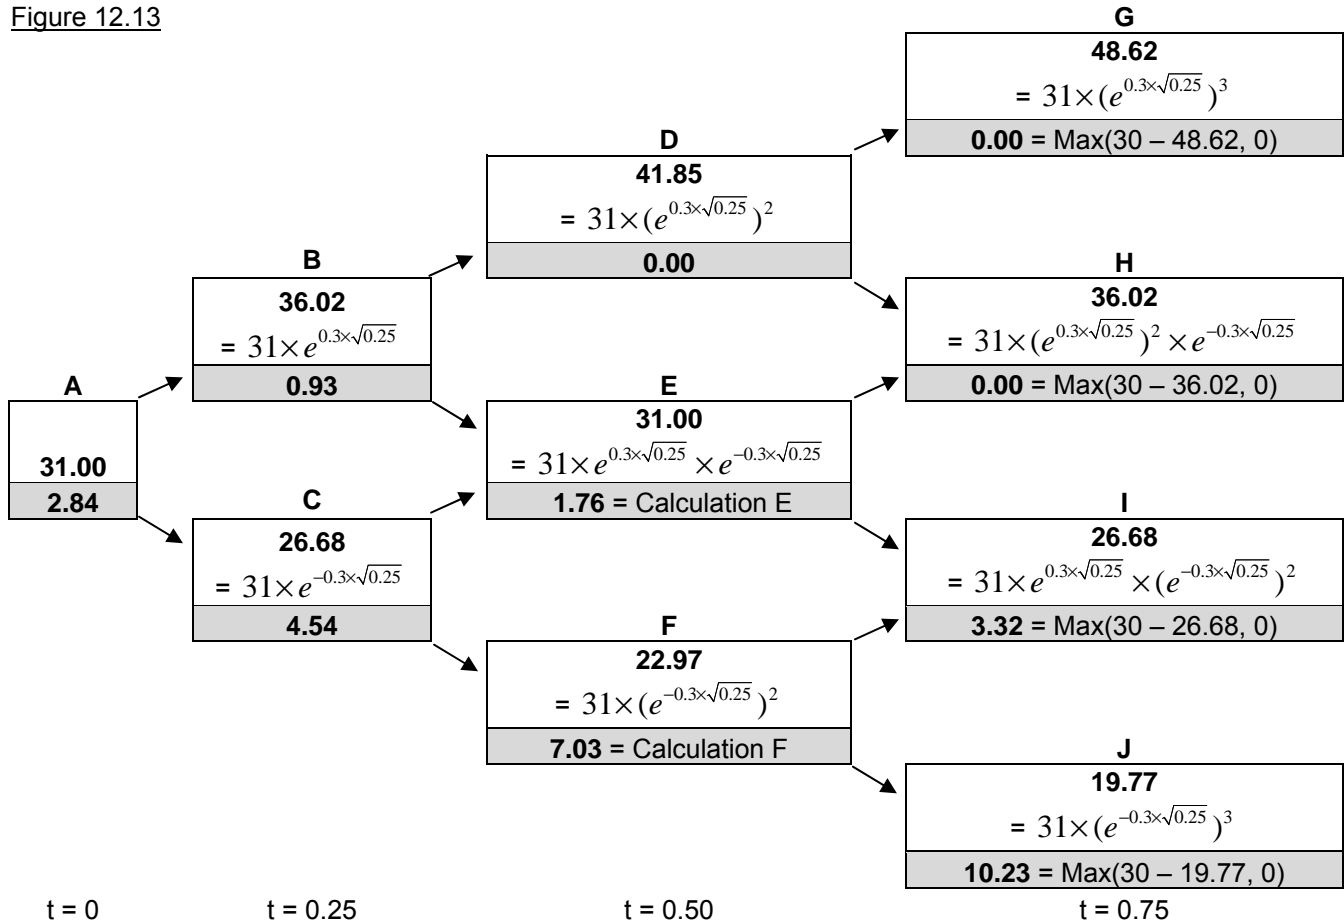 Figure 12.13
G
48.62
= 31×(e^{0.3×√0.25})^3
0.00 = Max(30 – 48.62, 0)
D
41.85
= 31×(e^{0.3×√0.25})^2
0.00
B
36.02
= 31×e^{0.3×√0.25}
0.93
H
36.02
= 31×(e^{0.3×√0.25})^2 × e^{−0.3×√0.25}
0.00 = Max(30 – 36.02, 0)
A
31.00
2.84
E
31.00
= 31×e^{0.3×√0.25} × e^{−0.3×√0.25}
1.76 = Calculation E
C
26.68
= 31×e^{−0.3×√0.25}
4.54
I
26.68
= 31×e^{0.3×√0.25} ×(e^{−0.3×√0.25})^2
3.32 = Max(30 – 26.68, 0)
F
22.97
= 31×(e^{−0.3×√0.25})^2
7.03 = Calculation F
J
19.77
= 31×(e^{−0.3×√0.25})^3
10.23 = Max(30 – 19.77, 0)
t = 0 t = 0.25 t = 0.50 t = 0.75